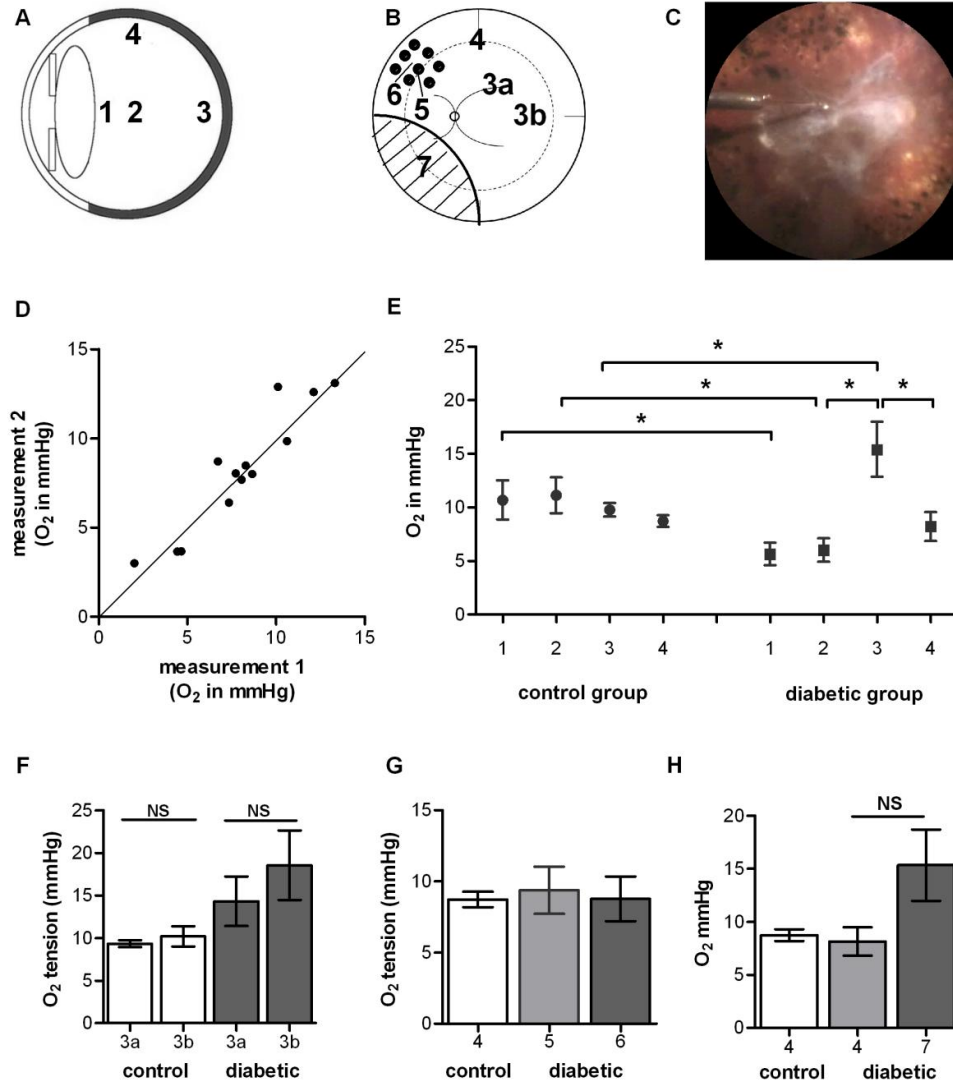 A
4
1 2 3
B
4
3a
6
5
3b
7
C
D
measurement 2
(O2 in mmHg)
15
10
5
0
0 5 10 15
measurement 1
(O2 in mmHg)
E
O2 in mmHg
25
20
15
10
5
0
*
*
* *
*
1 2 3 4 1 2 3 4
control group diabetic group
F
O2 tension (mmHg)
25
20
15
10
5
0
NS NS
3a 3b 3a 3b
control diabetic
G
O2 tension (mmHg)
15
10
5
0
4 5 6
control diabetic
H
O2 mmHg
20
15
10
5
0
NS
4 4 7
control diabetic